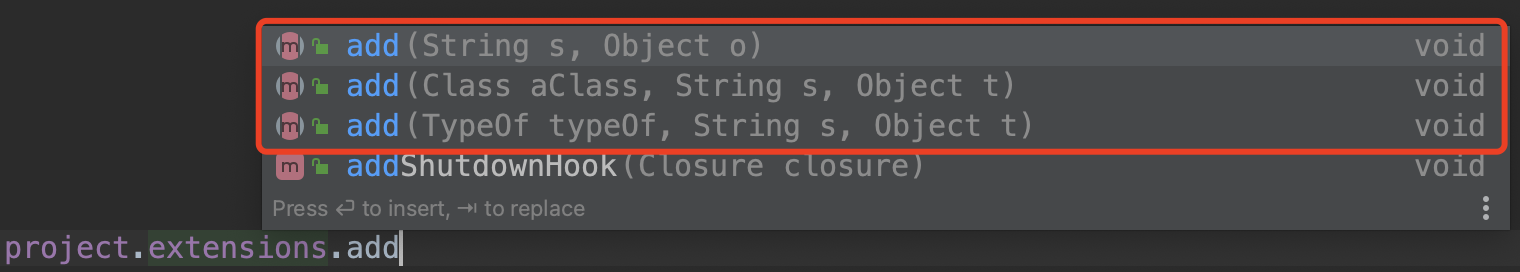 add(String s, Object o) void
add(Class aClass, String s, Object t) void
add(TypeOf typeOf, String s, Object t) void
addShutdownHook(Closure closure) void
Press ↩ to insert, ⇥ to replace
project.extensions.add